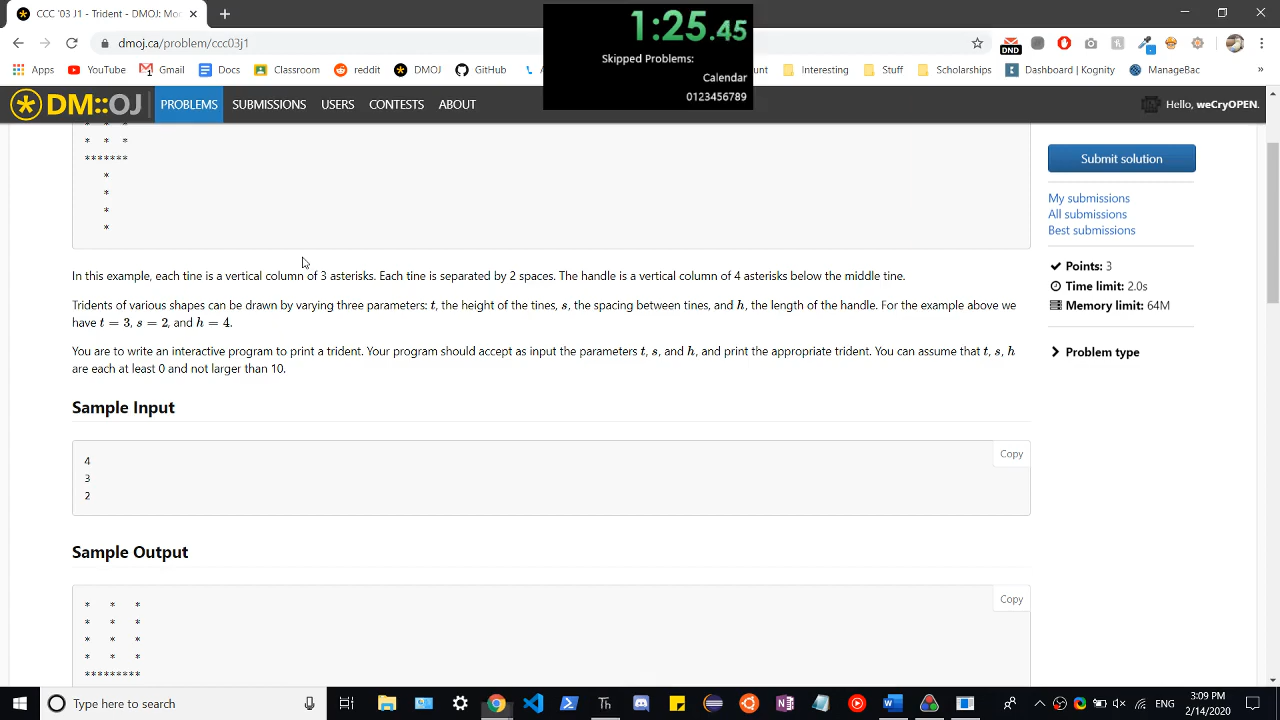 CCC '03 J1 - Trident - DMOJ: Mo
dmoj.ca/problem/ccc03j1
1:25.45
Skipped Problems:
Calendar
0123456789
DND
Apps
YouTube
Gmail
Docs
Classroom
reddit
DMOJ
GitHub
unt
Interesting
Stuff
Scholarships
Dashboard | Kognity
ManageBac
DM::OJ
PROBLEMS
SUBMISSIONS
USERS
CONTESTS
ABOUT
Hello, weCryOPEN.
* * *
*******
*
*
*
*
In this example, each tine is a vertical column of 3 asterisks. Each tine is separated by 2 spaces. The handle is a vertical column of 4 asterisks below the middle tine.
Tridents of various shapes can be drawn by varying three parameters: t, the height of the tines, s, the spacing between tines, and h, the length of the handle. For the example above we
have t = 3, s = 2, and h = 4.
You are to write an interactive program to print a trident. Your program should accept as input the parameters t, s, and h, and print the appropriate trident. You can assume that t, s, h
are each at least 0 and not larger than 10.
Sample Input
Copy
4
3
2
Sample Output
Copy
*   *   *
*   *   *
*   *   *
*   *   *
*********
Submit solution
My submissions
All submissions
Best submissions
Points: 3
Time limit: 2.0s
Memory limit: 64M
Problem type
Type here to search
Th
ENG
3:09 PM
2/14/2020